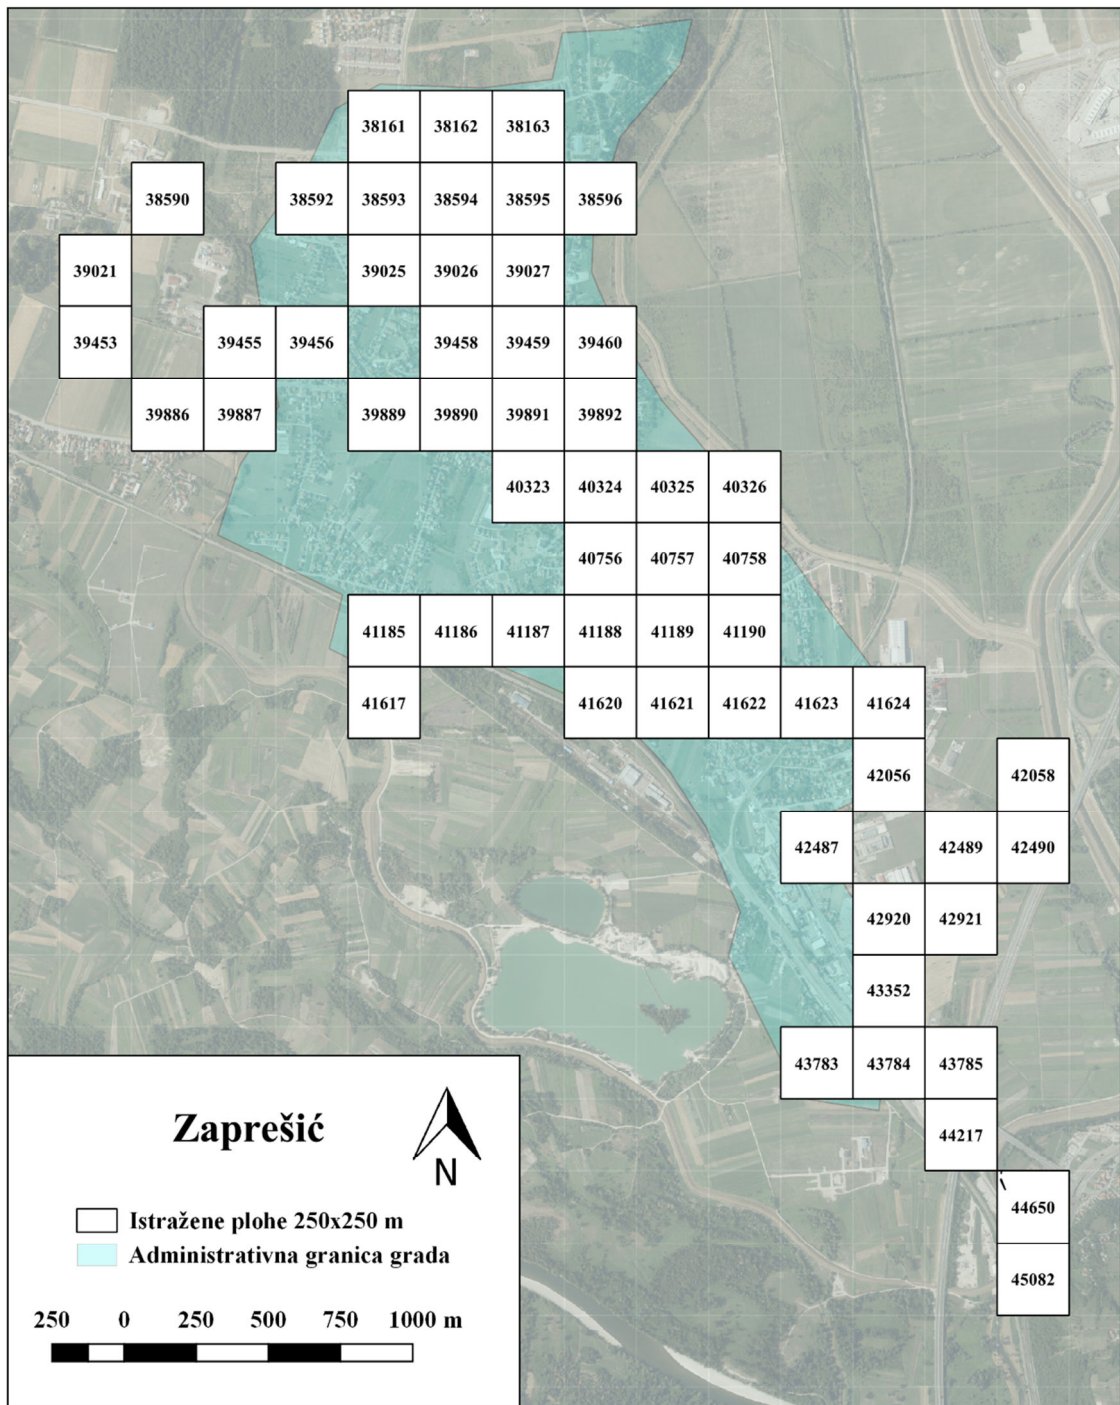 38161 38162 38163
38590 38592 38593 38594 38595 38596
39021 39025 39026 39027
39453 39455 39456 39458 39459 39460
39886 39887 39889 39890 39891 39892
40323 40324 40325 40326
40756 40757 40758
41185 41186 41187 41188 41189 41190
41617 41620 41621 41622 41623 41624
42056 42058
42487 42489 42490
42920 42921
43352
43783 43784 43785
44217
44650
45082
Zaprešić
N
Istražene plohe 250x250 m
Administrativna granica grada
250 0 250 500 750 1000 m